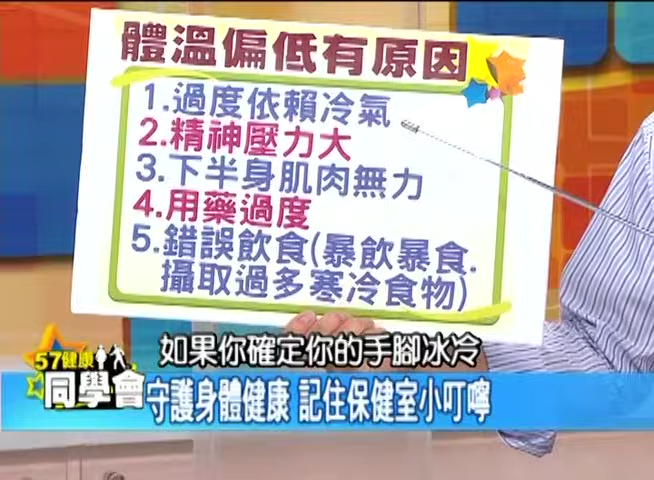 體溫偏低有原因
1.過度依賴冷氣
2.精神壓力大
3.下半身肌肉無力
4.用藥過度
5.錯誤飲食(暴飲暴食.
攝取過多寒冷食物)
如果你確定你的手腳冰冷
57健康
同學會
守護身體健康 記住保健室小叮嚀